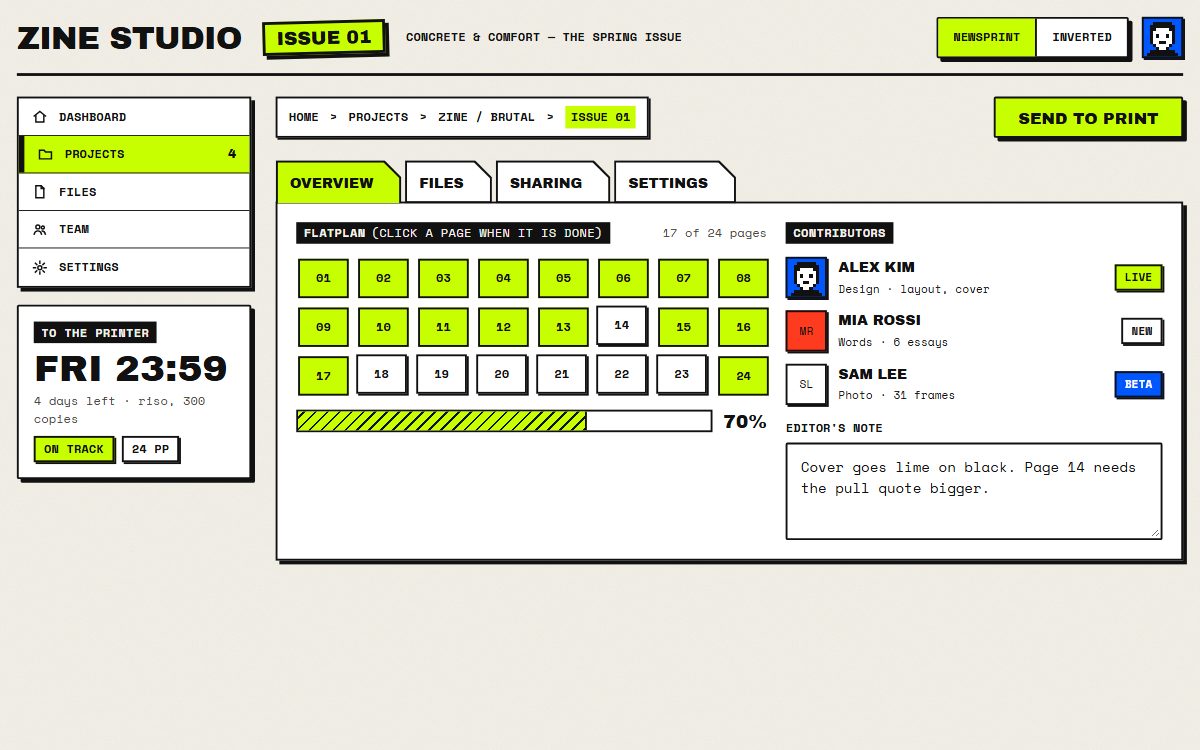 ZINE STUDIO
ISSUE 01
CONCRETE & COMFORT — THE SPRING ISSUE
NEWSPRINT
INVERTED
DASHBOARD
PROJECTS 4
FILES
TEAM
SETTINGS
TO THE PRINTER
FRI 23:59
4 days left · riso, 300
copies
ON TRACK
24 PP
HOME > PROJECTS > ZINE / BRUTAL > ISSUE 01
SEND TO PRINT
OVERVIEW
FILES
SHARING
SETTINGS
FLATPLAN (CLICK A PAGE WHEN IT IS DONE)
17 of 24 pages
01 02 03 04 05 06 07 08
09 10 11 12 13 14 15 16
17 18 19 20 21 22 23 24
70%
CONTRIBUTORS
ALEX KIM
Design · layout, cover
LIVE
MR
MIA ROSSI
Words · 6 essays
NEW
SL
SAM LEE
Photo · 31 frames
BETA
EDITOR'S NOTE
Cover goes lime on black. Page 14 needs
the pull quote bigger.